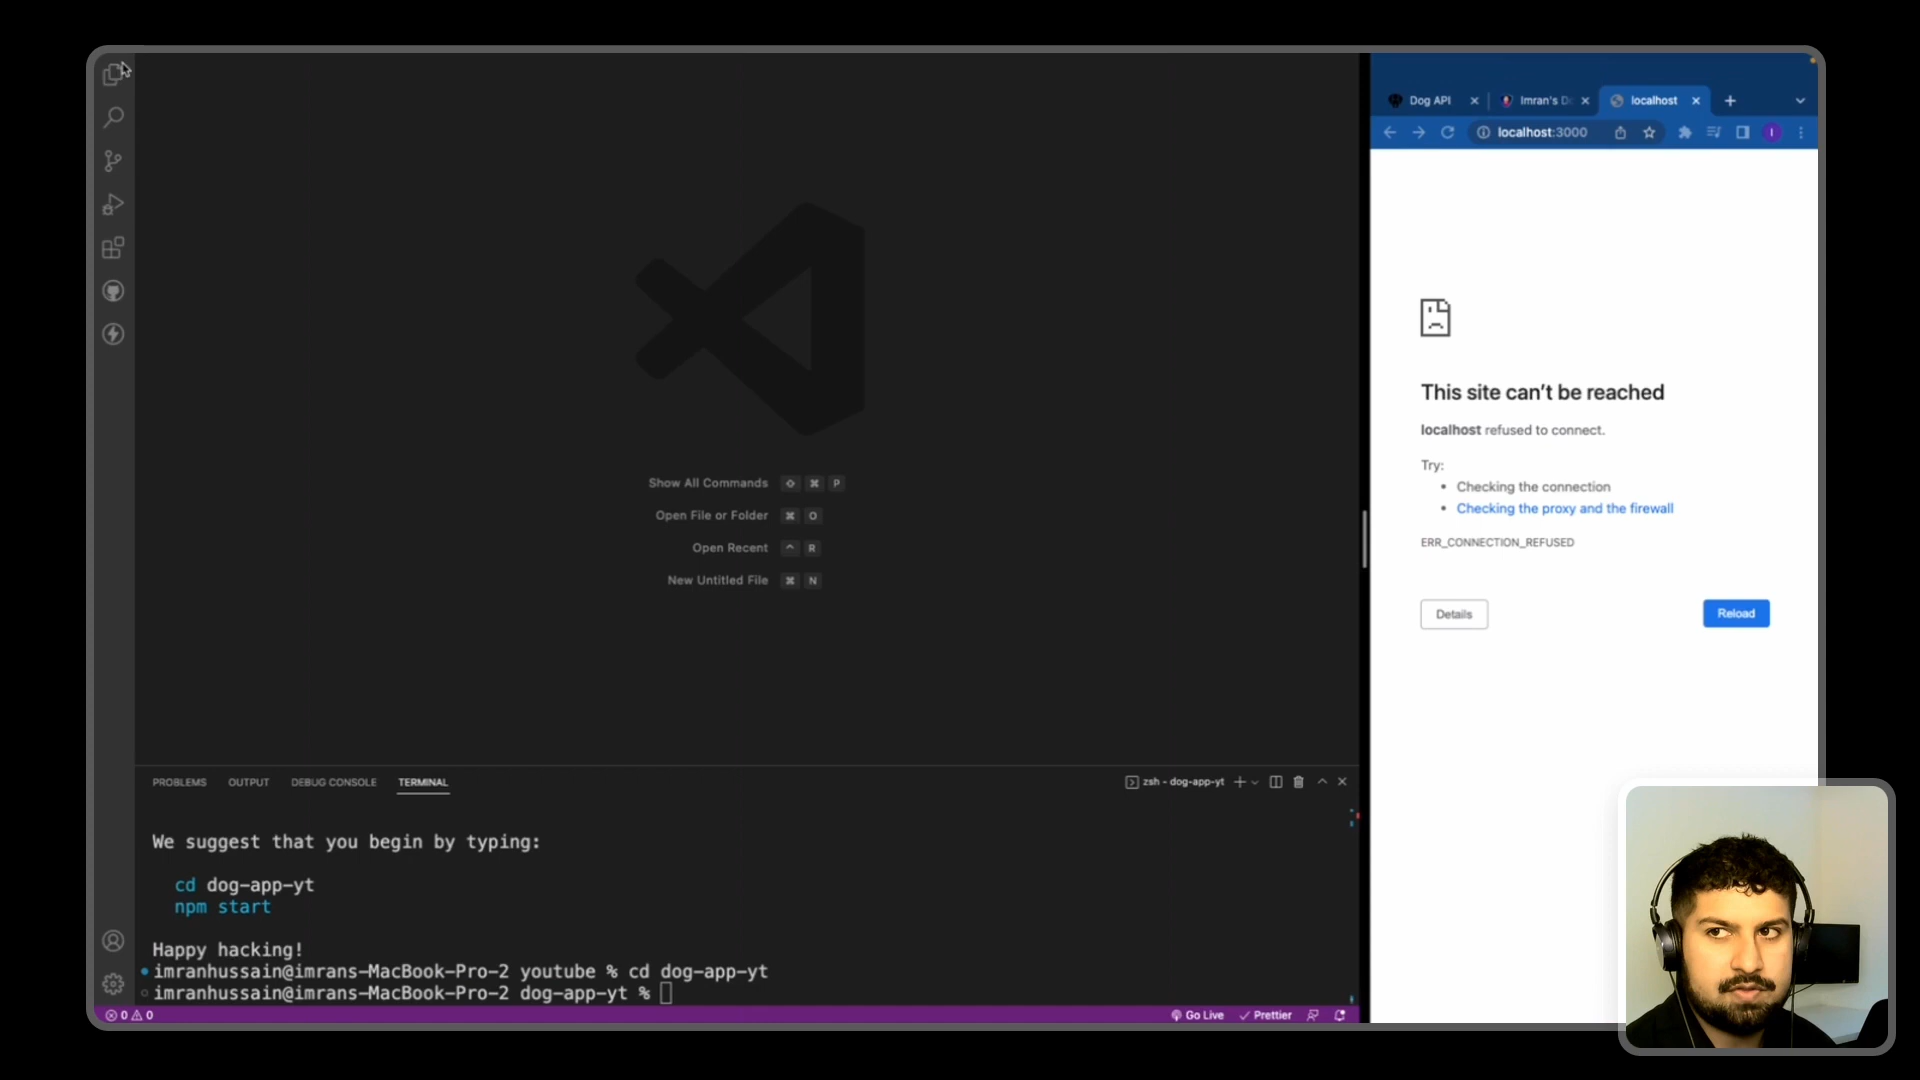 Show All Commands ⇧ ⌘ P
Open File or Folder ⌘ O
Open Recent ^ R
New Untitled File ⌘ N
PROBLEMS OUTPUT DEBUG CONSOLE TERMINAL
zsh - dog-app-yt
We suggest that you begin by typing:
cd dog-app-yt
npm start
Happy hacking!
imranhussain@imrans-MacBook-Pro-2 youtube % cd dog-app-yt
imranhussain@imrans-MacBook-Pro-2 dog-app-yt %
0 0
Go Live Prettier
Dog API Imran's D localhost
localhost:3000 I
This site can't be reached
localhost refused to connect.
Try:
• Checking the connection
• Checking the proxy and the firewall
ERR_CONNECTION_REFUSED
Details Reload